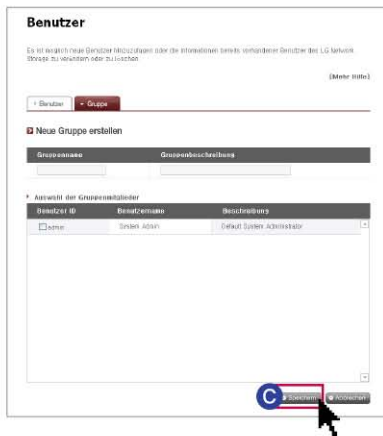 Benutzer
Es ist möglich neue Benutzer hinzuzufügen oder die Informationen bereits vorhandener Benutzer des LG Network
Storage zu verändern oder zu löschen
[Mehr Hilfe]
Benutzer Gruppe
Neue Gruppe erstellen
Gruppenname Gruppenbeschreibung
* Auswahl der Gruppenmitglieder
Benutzer ID Benutzername Beschreibung
admin System Admin Default System Administrator
C Speichern Abbrechen